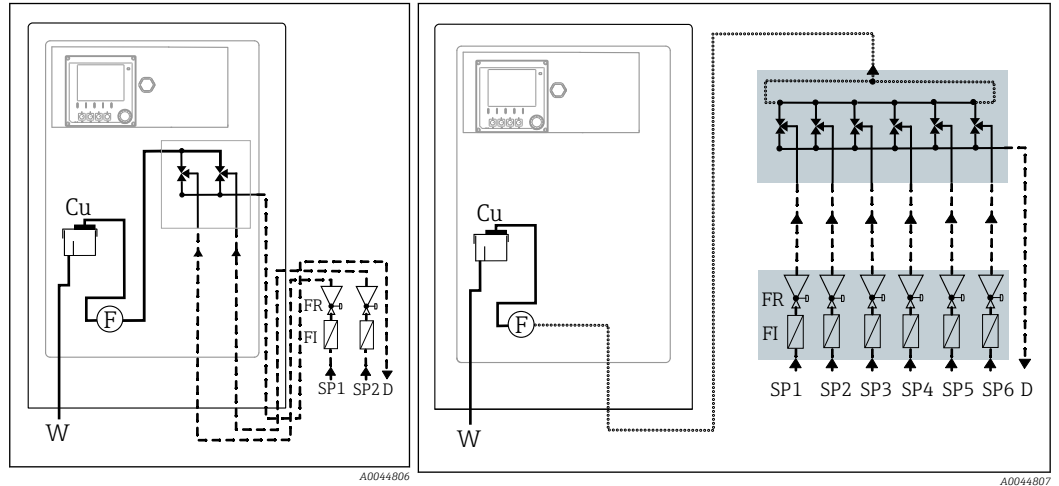 Cu
F
FR
FI
SP1 SP2 D
W
A0044806
Cu
F
FR
FI
SP1 SP2 SP3 SP4 SP5 SP6 D
W
A0044807